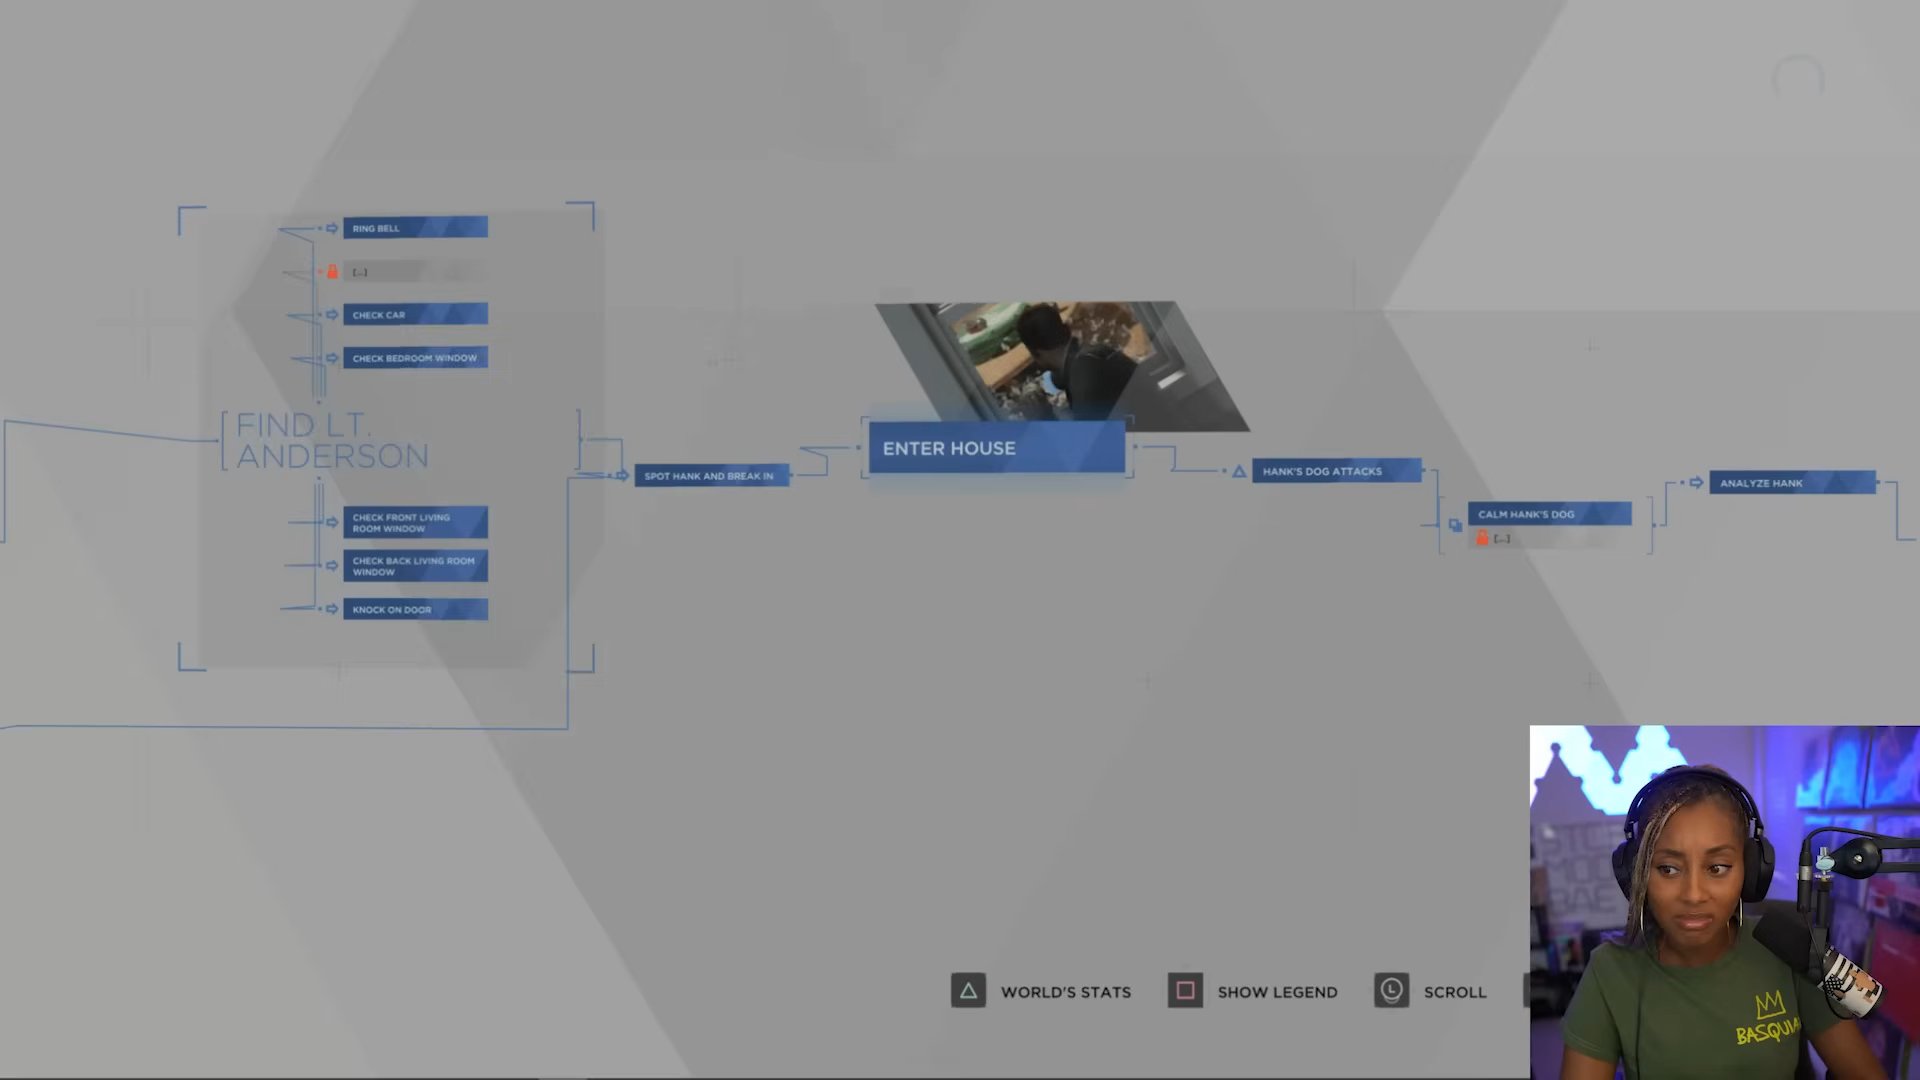 RING BELL
[...]
CHECK CAR
CHECK BEDROOM WINDOW
FIND LT.
ANDERSON
CHECK FRONT LIVING
ROOM WINDOW
CHECK BACK LIVING ROOM
WINDOW
KNOCK ON DOOR
SPOT HANK AND BREAK IN
ENTER HOUSE
HANK'S DOG ATTACKS
CALM HANK'S DOG
[...]
ANALYZE HANK
WORLD'S STATS
SHOW LEGEND
L
SCROLL